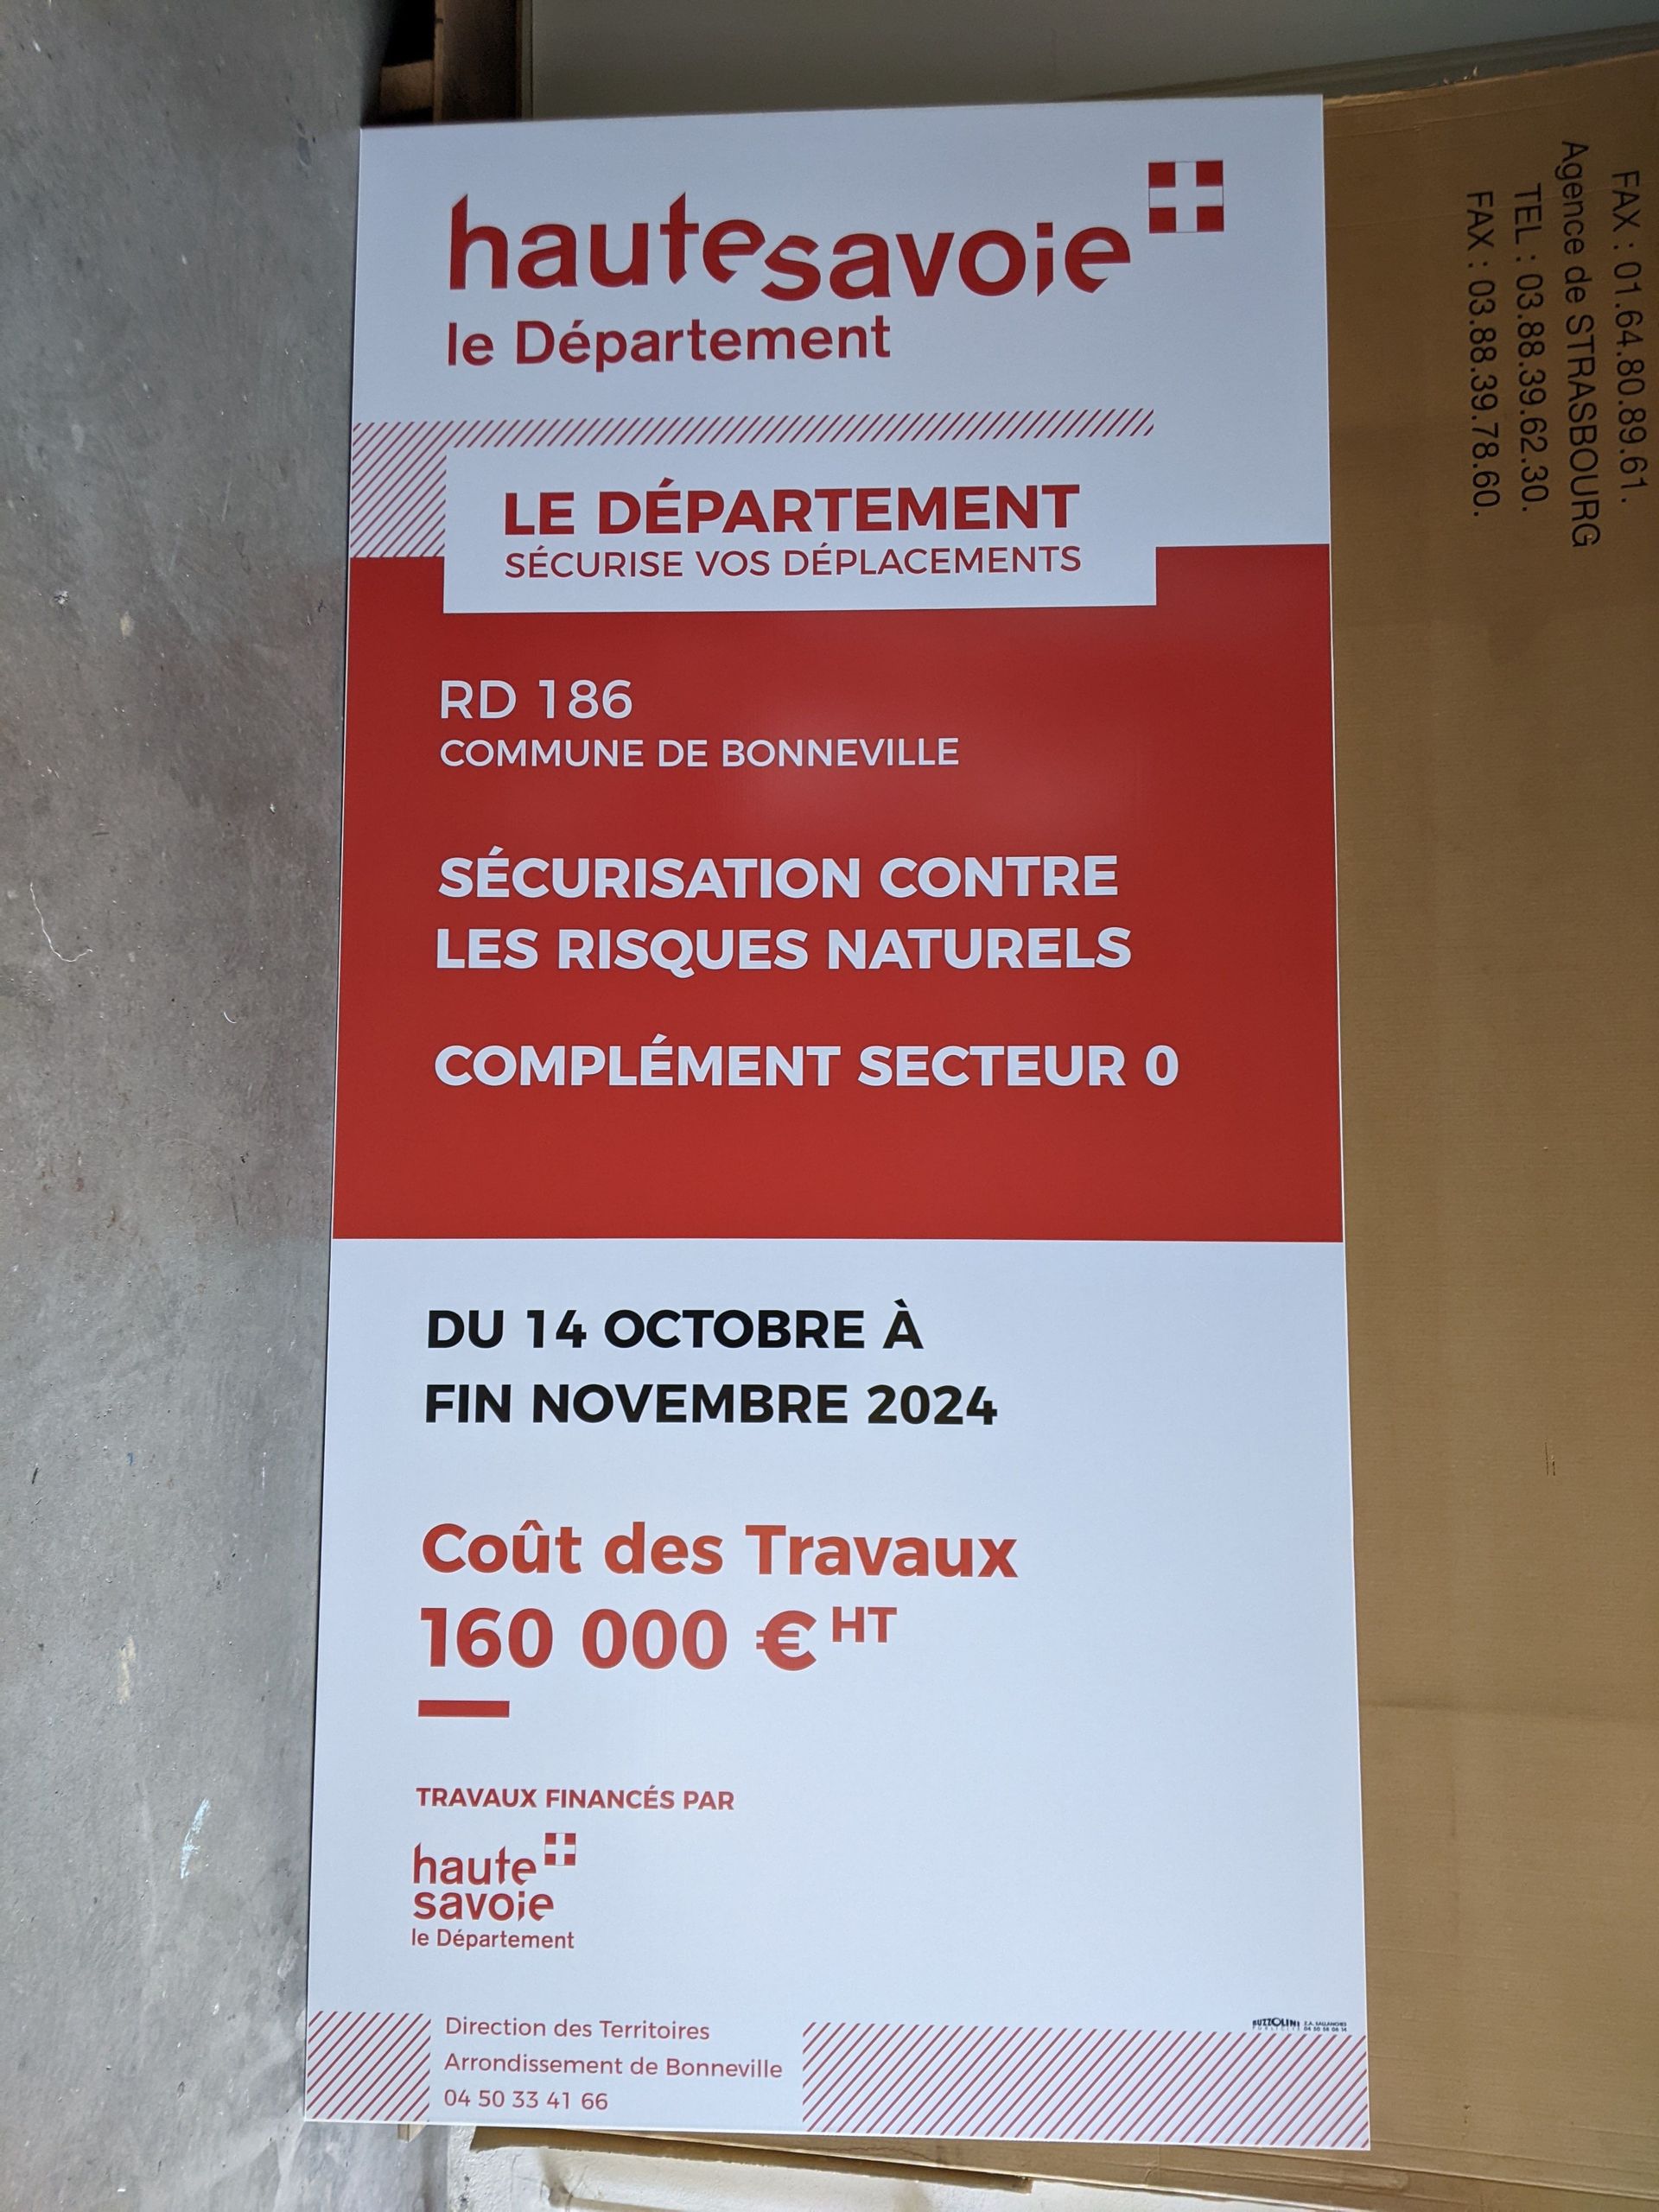 hautesavoie
le Département
LE DÉPARTEMENT
SÉCURISE VOS DÉPLACEMENTS
RD 186
COMMUNE DE BONNEVILLE
SÉCURISATION CONTRE
LES RISQUES NATURELS
COMPLÉMENT SECTEUR 0
DU 14 OCTOBRE À
FIN NOVEMBRE 2024
Coût des Travaux
160 000 € HT
TRAVAUX FINANCÉS PAR
haute
savoie
le Département
Direction des Territoires
Arrondissement de Bonneville
04 50 33 41 66
BUZZOLINI Z.A. SALLANCHES
PUBLICITÉ
FAX : 01.64.80.89.61.
Agence de STRASBOURG
TEL : 03.88.39.62.30.
FAX : 03.88.39.78.60.